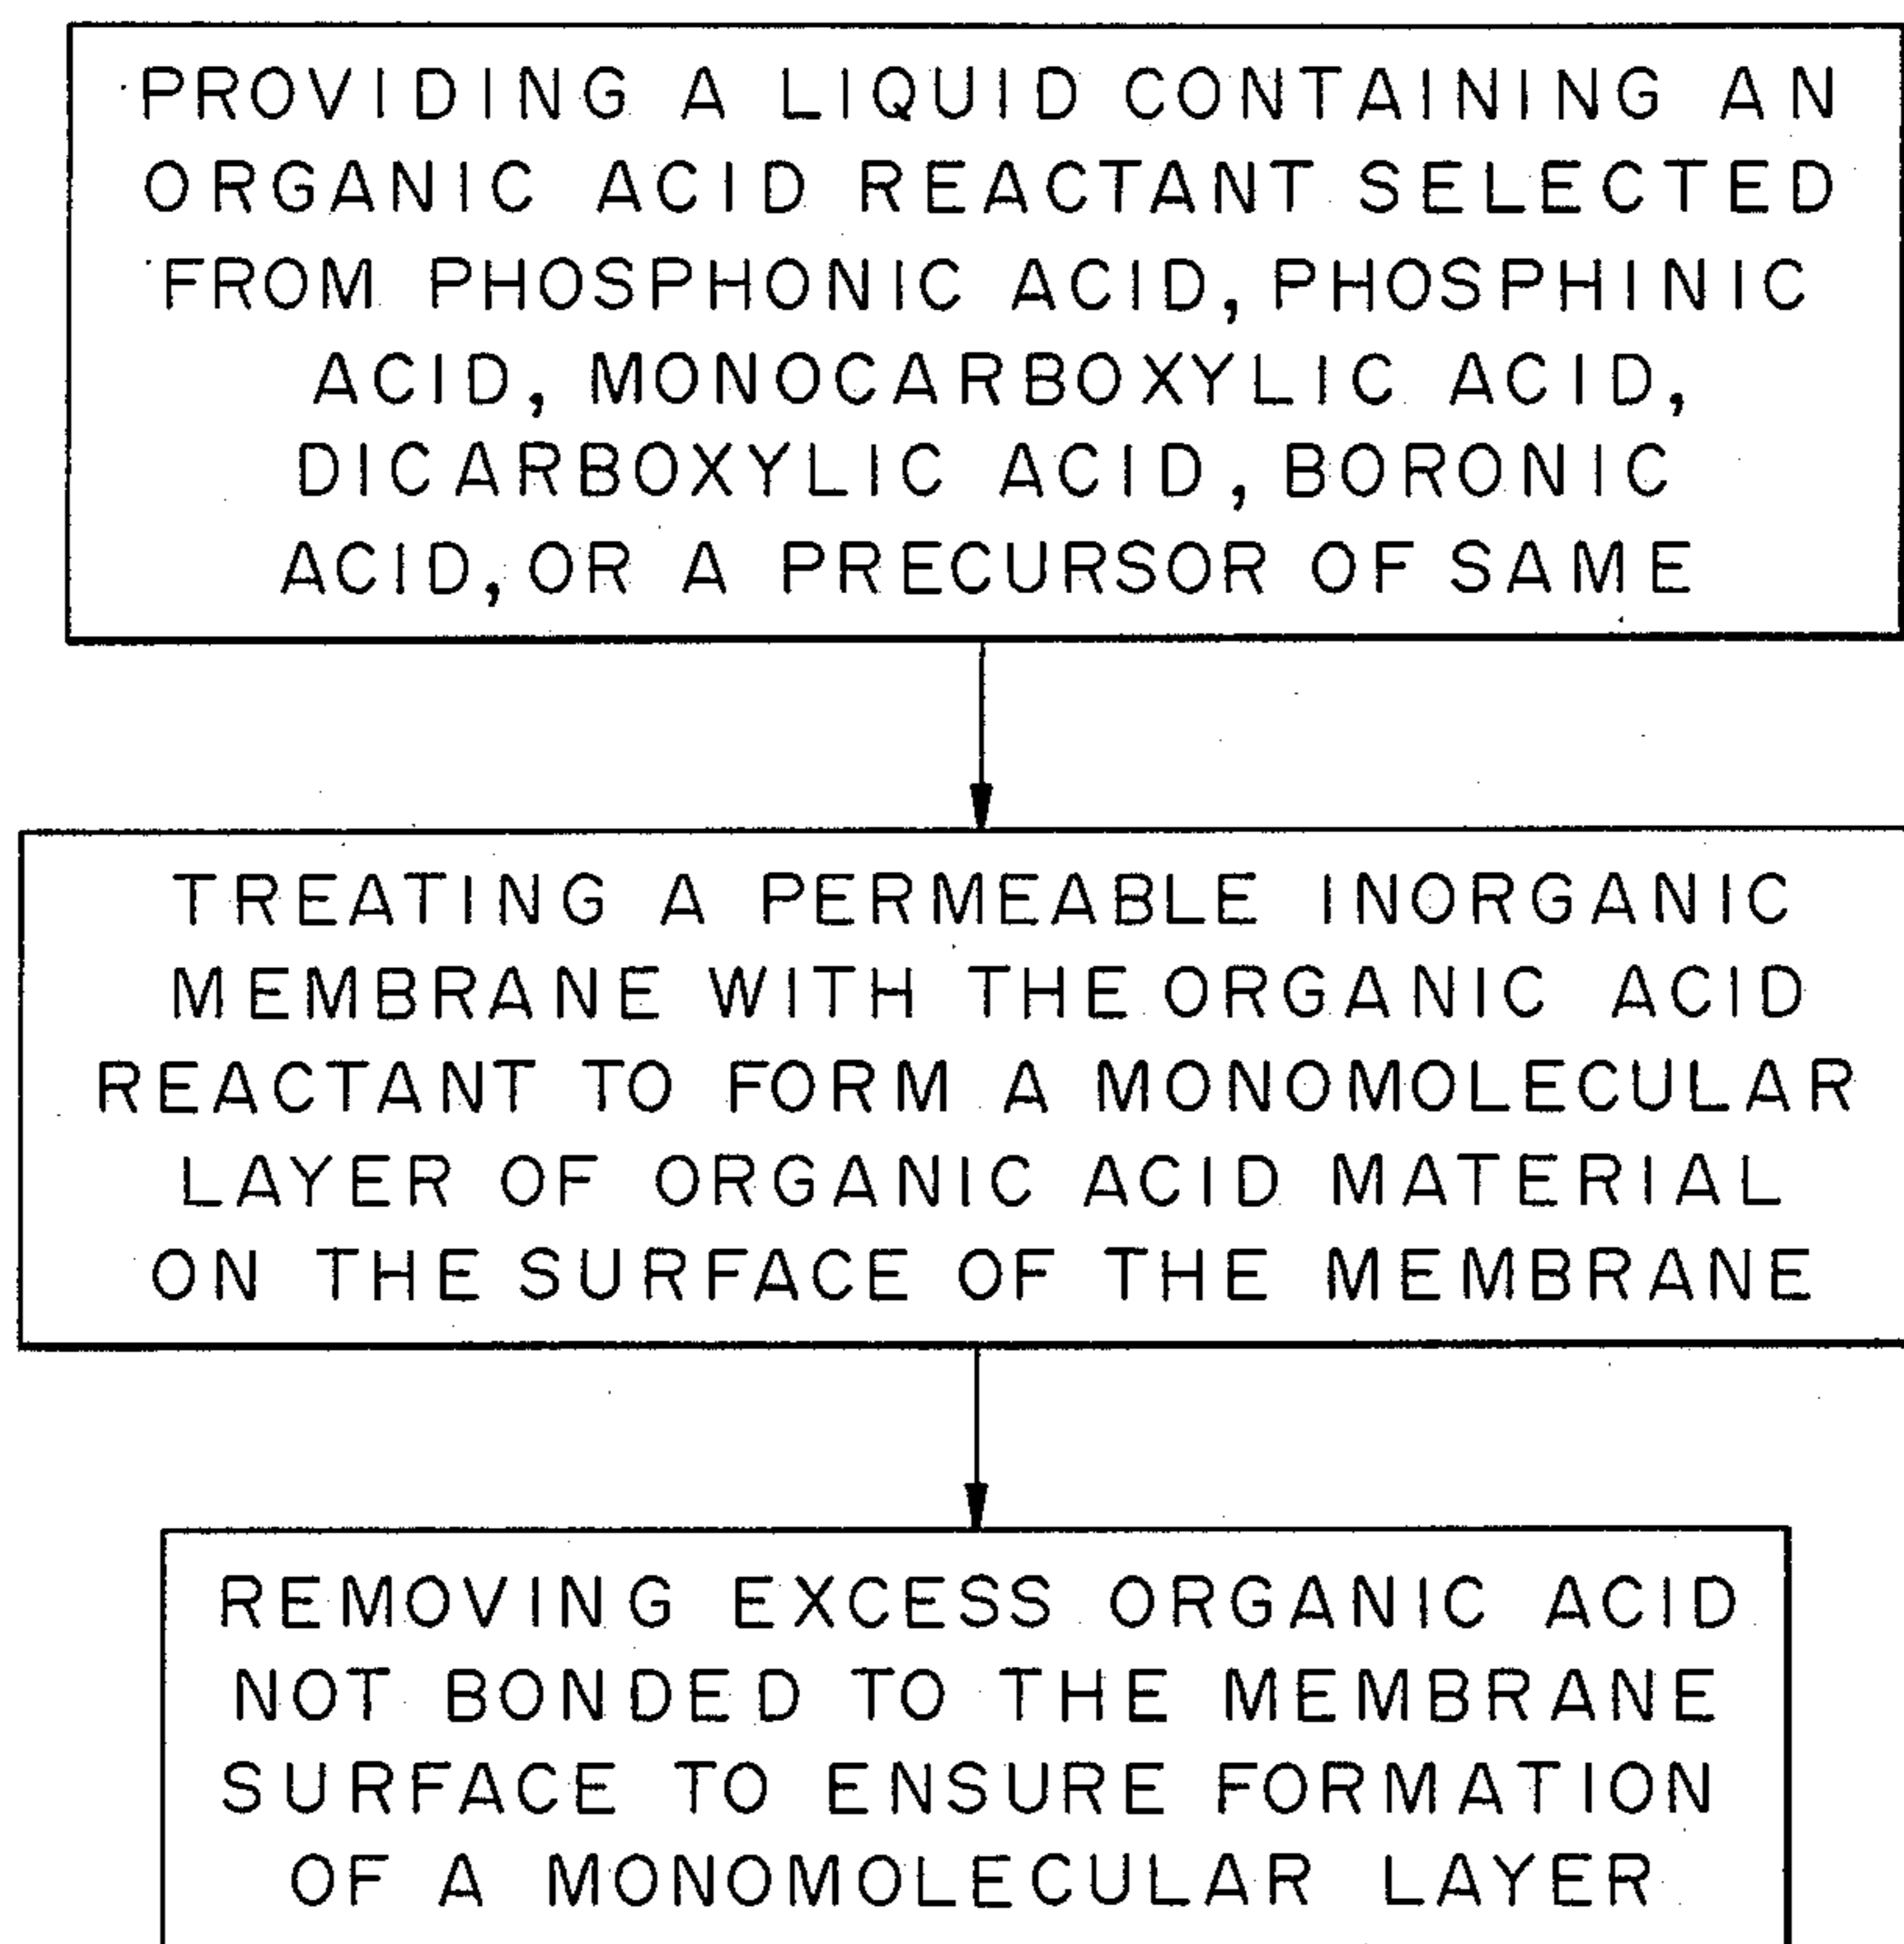 PROVIDING A LIQUID CONTAINING AN
ORGANIC ACID REACTANT SELECTED
FROM PHOSPHONIC ACID, PHOSPHINIC
ACID, MONOCARBOXYLIC ACID,
DICARBOXYLIC ACID, BORONIC
ACID, OR A PRECURSOR OF SAME
TREATING A PERMEABLE INORGANIC
MEMBRANE WITH THE ORGANIC ACID
REACTANT TO FORM A MONOMOLECULAR
LAYER OF ORGANIC ACID MATERIAL
ON THE SURFACE OF THE MEMBRANE
REMOVING EXCESS ORGANIC ACID
NOT BONDED TO THE MEMBRANE
SURFACE TO ENSURE FORMATION
OF A MONOMOLECULAR LAYER